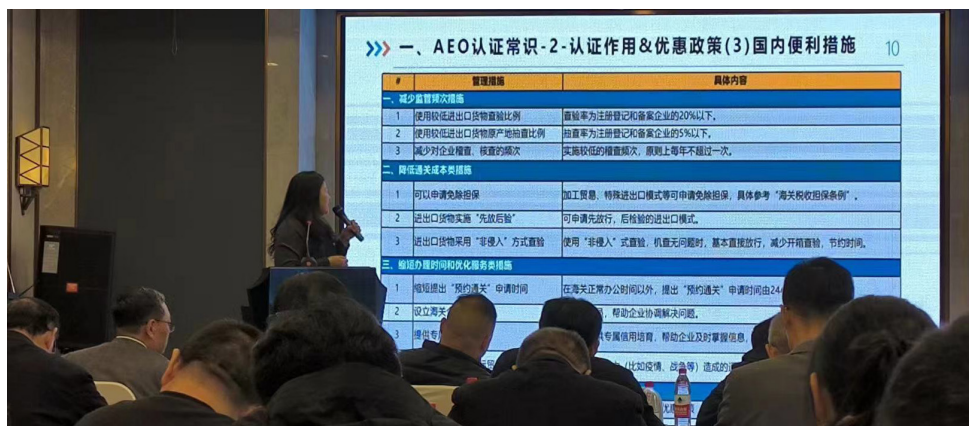 一、AEO认证常识-2-认证作用&优惠政策(3)国内便利措施
10
# 管理措施 具体内容
一、减少监管频次措施
1 使用较低进出口货物查验比例 查验率为注册登记和备案企业的20%以下。
2 使用较低进出口货物原产地抽查比例 抽查率为注册登记和备案企业的5%以下。
3 减少对企业稽查、核查的频次 实施较低的稽查频次，原则上每年不超过一次。
二、降低通关成本类措施
1 可以申请免除担保 加工贸易、特殊进出口模式等可申请免除担保，具体参考“海关税收担保条例”。
2 进出口货物实施“先放后验” 可申请先放行，后检验的进出口模式。
3 进出口货物采用“非侵入”方式查验 使用“非侵入”式查验，机查无问题时，基本直接放行，减少开箱查验，节约时间。
三、缩短办理时间和优化服务类措施
1 缩短提出“预约通关”申请时间 在海关正常办公时间以外，提出“预约通关”申请时间由24
2 设立海关 ，帮助企业协调解决问题。
3 提供专 专属信用培育，帮助企业及时掌握信息，
（比如疫情、战争等）造成的